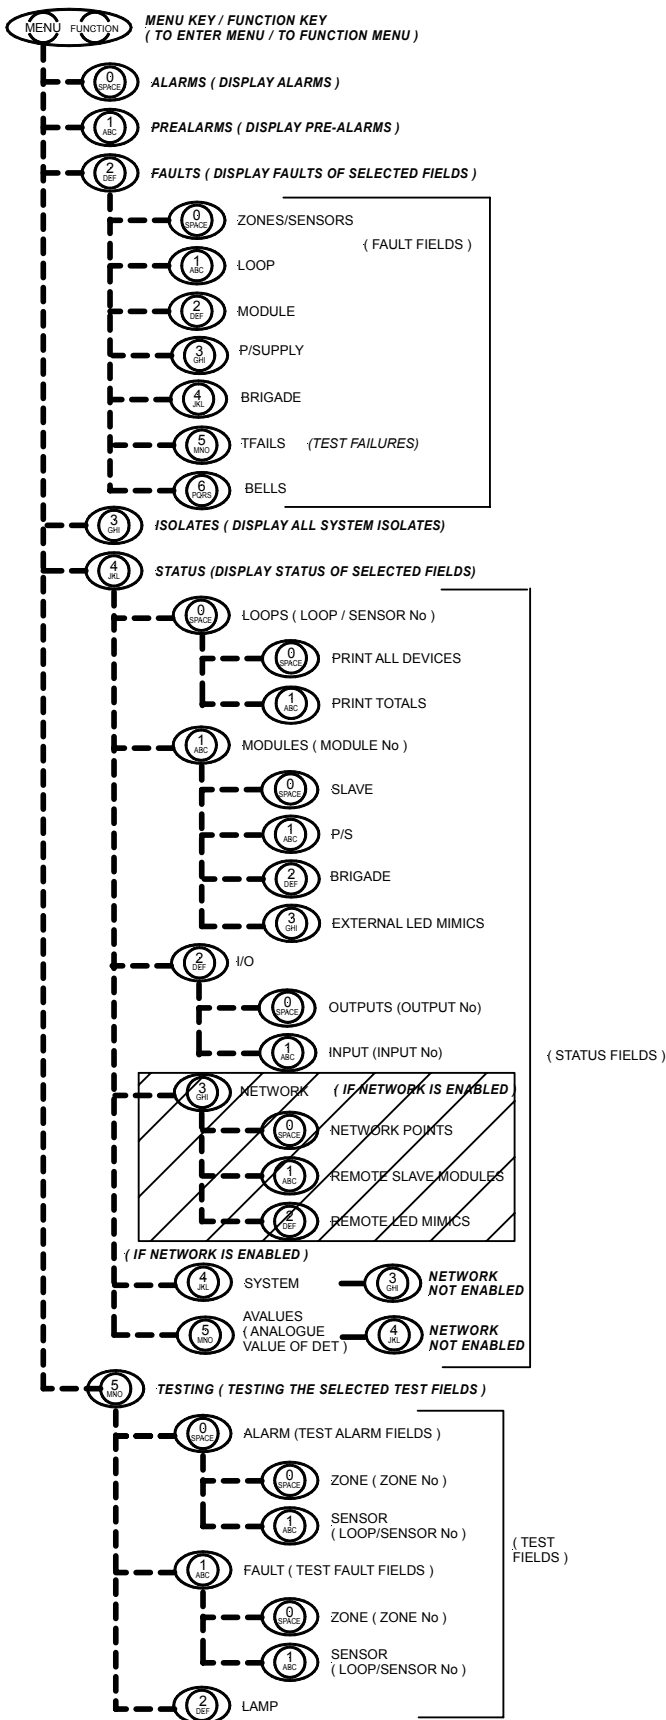 MENU FUNCTION MENU KEY / FUNCTION KEY
( TO ENTER MENU / TO FUNCTION MENU )
0 SPACE ALARMS ( DISPLAY ALARMS )
1 ABC PREALARMS ( DISPLAY PRE-ALARMS )
2 DEF FAULTS ( DISPLAY FAULTS OF SELECTED FIELDS )
0 SPACE ZONES/SENSORS
( FAULT FIELDS )
1 ABC LOOP
2 DEF MODULE
3 GHI P/SUPPLY
4 JKL BRIGADE
5 MNO TFAILS (TEST FAILURES)
6 PQRS BELLS
3 GHI ISOLATES ( DISPLAY ALL SYSTEM ISOLATES)
4 JKL STATUS (DISPLAY STATUS OF SELECTED FIELDS)
0 SPACE LOOPS ( LOOP / SENSOR No )
0 SPACE PRINT ALL DEVICES
1 ABC PRINT TOTALS
1 ABC MODULES ( MODULE No )
0 SPACE SLAVE
1 ABC P/S
2 DEF BRIGADE
3 GHI EXTERNAL LED MIMICS
2 DEF I/O
0 SPACE OUTPUTS (OUTPUT No)
1 ABC INPUT (INPUT No)
( STATUS FIELDS )
3 GHI NETWORK ( IF NETWORK IS ENABLED )
0 SPACE NETWORK POINTS
1 ABC REMOTE SLAVE MODULES
2 DEF REMOTE LED MIMICS
( IF NETWORK IS ENABLED )
4 JKL SYSTEM 3 GHI NETWORK
NOT ENABLED
5 MNO AVALUES
( ANALOGUE
VALUE OF DET ) 4 JKL NETWORK
NOT ENABLED
5 MNO TESTING ( TESTING THE SELECTED TEST FIELDS )
0 SPACE ALARM (TEST ALARM FIELDS )
0 SPACE ZONE ( ZONE No )
1 ABC SENSOR
( LOOP/SENSOR No )
( TEST
FIELDS )
1 ABC FAULT ( TEST FAULT FIELDS )
0 SPACE ZONE ( ZONE No )
1 ABC SENSOR
( LOOP/SENSOR No )
2 DEF LAMP